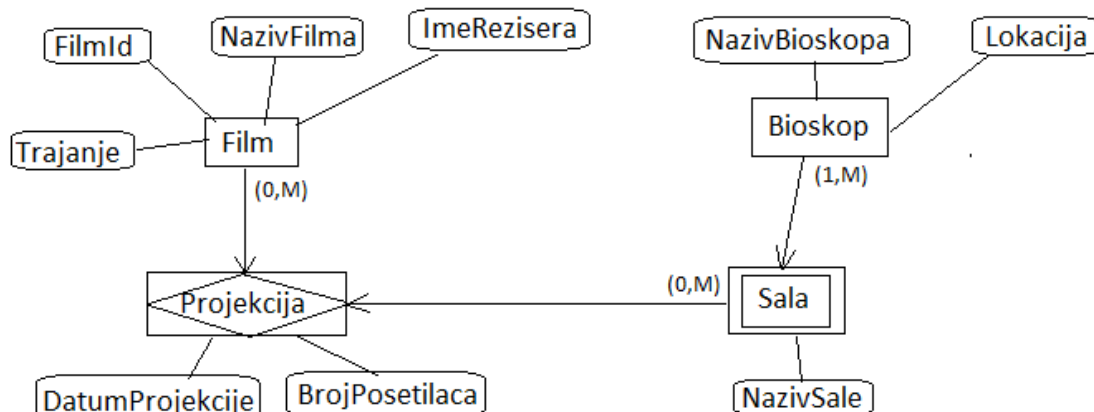 FilmId
NazivFilma
ImeRezisera
NazivBioskopa
Lokacija
Trajanje
Film
Bioskop
(0,M)
(1,M)
Projekcija
(0,M)
Sala
DatumProjekcije
BrojPosetilaca
NazivSale